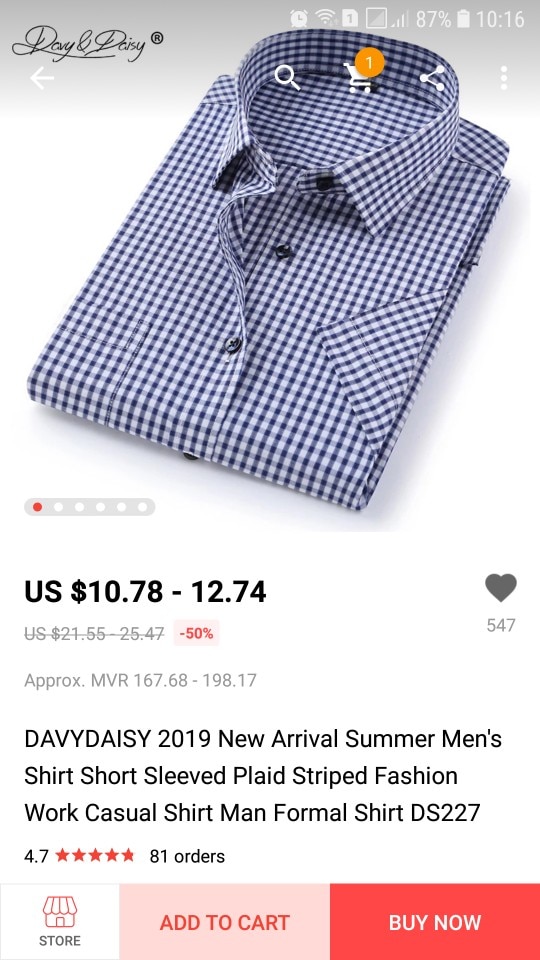 1 87% 10:16
Davy & Daisy ®
1
US $10.78 - 12.74
US $21.55 - 25.47 -50%
547
Approx. MVR 167.68 - 198.17
DAVYDAISY 2019 New Arrival Summer Men's
Shirt Short Sleeved Plaid Striped Fashion
Work Casual Shirt Man Formal Shirt DS227
4.7 81 orders
STORE
ADD TO CART
BUY NOW